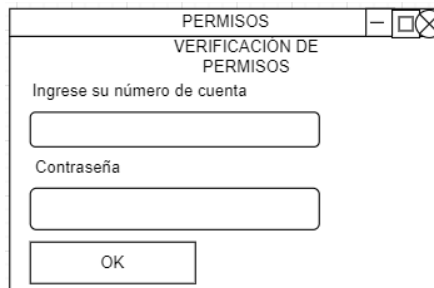 PERMISOS
VERIFICACIÓN DE
PERMISOS
Ingrese su número de cuenta
Contraseña
OK